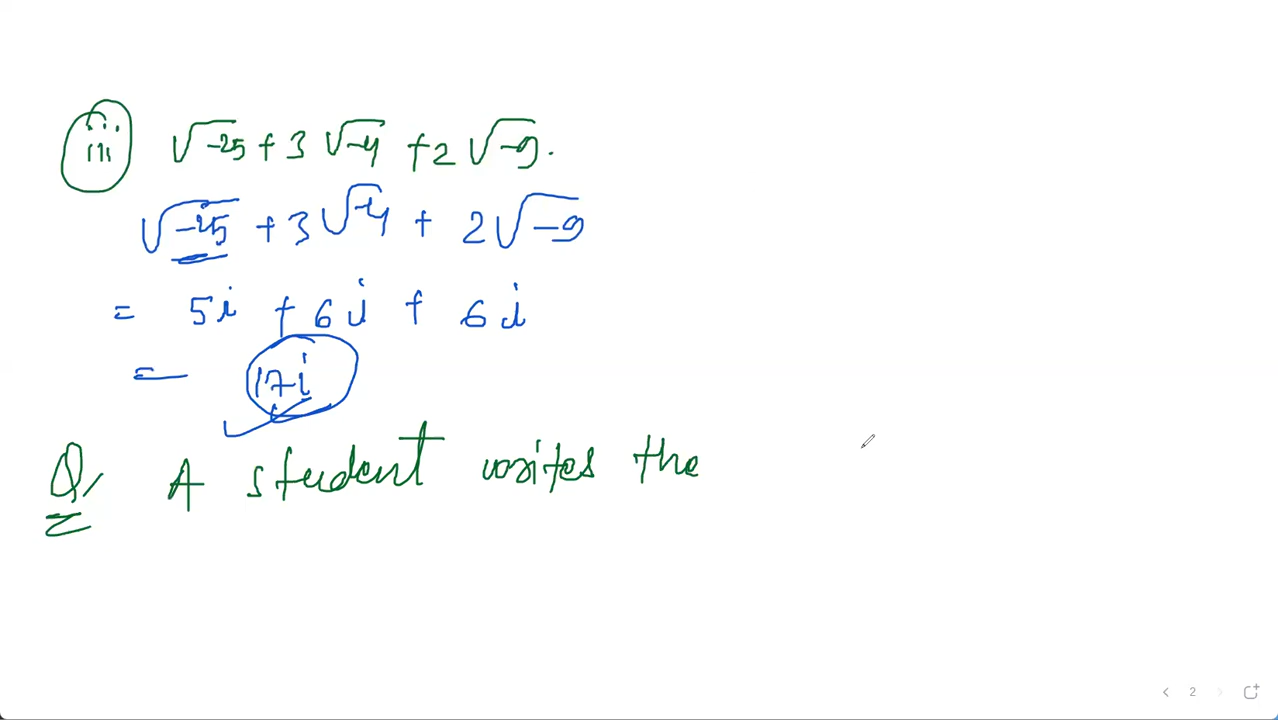 iii √-25 + 3 √-4 + 2 √-9.
√-25 + 3 √-4 + 2 √-9
= 5i + 6i + 6i
= 17i
Q, A student writes the
2